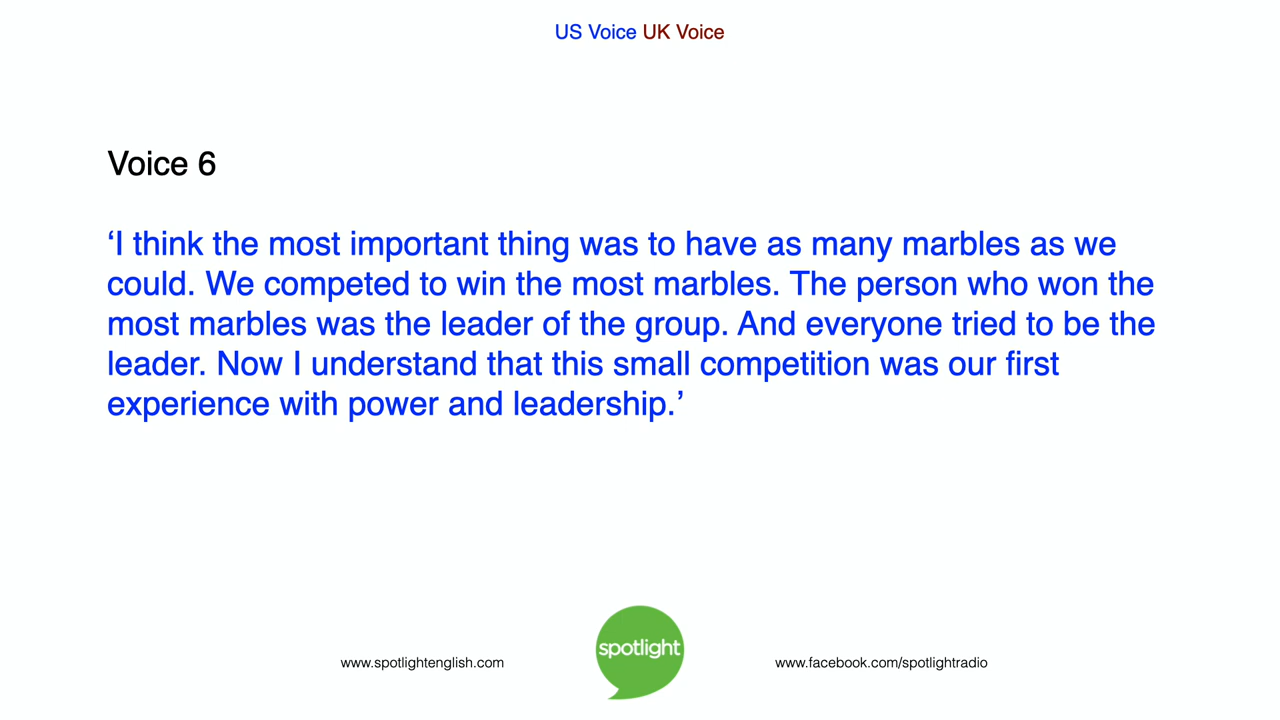 US Voice UK Voice
Voice 6
‘I think the most important thing was to have as many marbles as we
could. We competed to win the most marbles. The person who won the
most marbles was the leader of the group. And everyone tried to be the
leader. Now I understand that this small competition was our first
experience with power and leadership.’
spotlight
www.spotlightenglish.com
www.facebook.com/spotlightradio